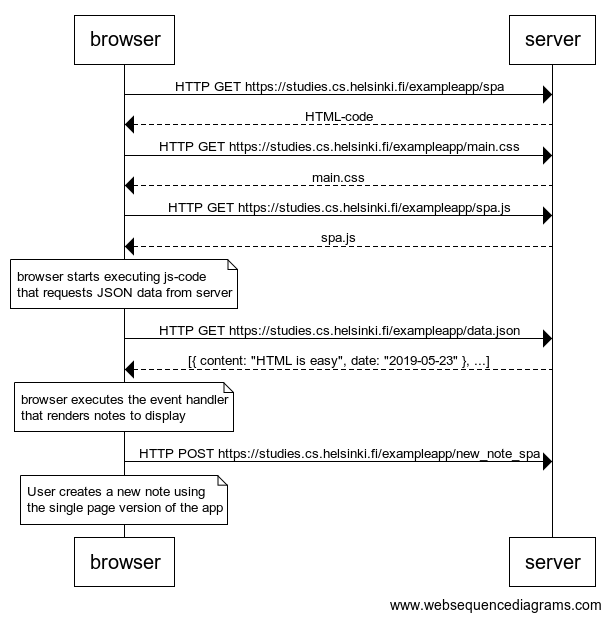 browser
server
HTTP GET https://studies.cs.helsinki.fi/exampleapp/spa
HTML-code
HTTP GET https://studies.cs.helsinki.fi/exampleapp/main.css
main.css
HTTP GET https://studies.cs.helsinki.fi/exampleapp/spa.js
spa.js
browser starts executing js-code
that requests JSON data from server
HTTP GET https://studies.cs.helsinki.fi/exampleapp/data.json
[{ content: "HTML is easy", date: "2019-05-23" }, ...]
browser executes the event handler
that renders notes to display
HTTP POST https://studies.cs.helsinki.fi/exampleapp/new_note_spa
User creates a new note using
the single page version of the app
browser
server
www.websequencediagrams.com